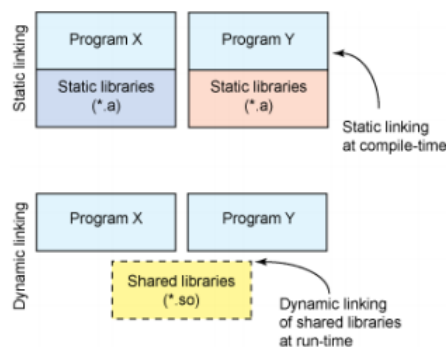 Static linking
Program X
Program Y
Static libraries
(*.a)
Static libraries
(*.a)
Static linking
at compile-time
Dynamic linking
Program X
Program Y
Shared libraries
(*.so)
Dynamic linking
of shared libraries
at run-time